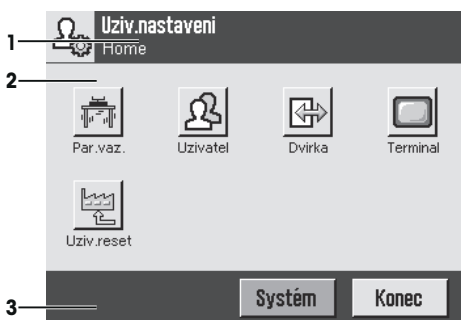 Uziv.nastaveni
1
Home
2
Par.vaz. Uzivatel Dvirka Terminal
Uziv.reset
3
Systém Konec